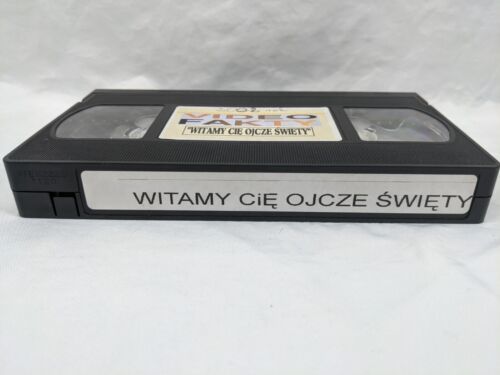 VIDEO
FAKTY
"WITAMY CIĘ OJCZE ŚWIĘTY"
WITAMY CiĘ OJCZE ŚWIĘTY